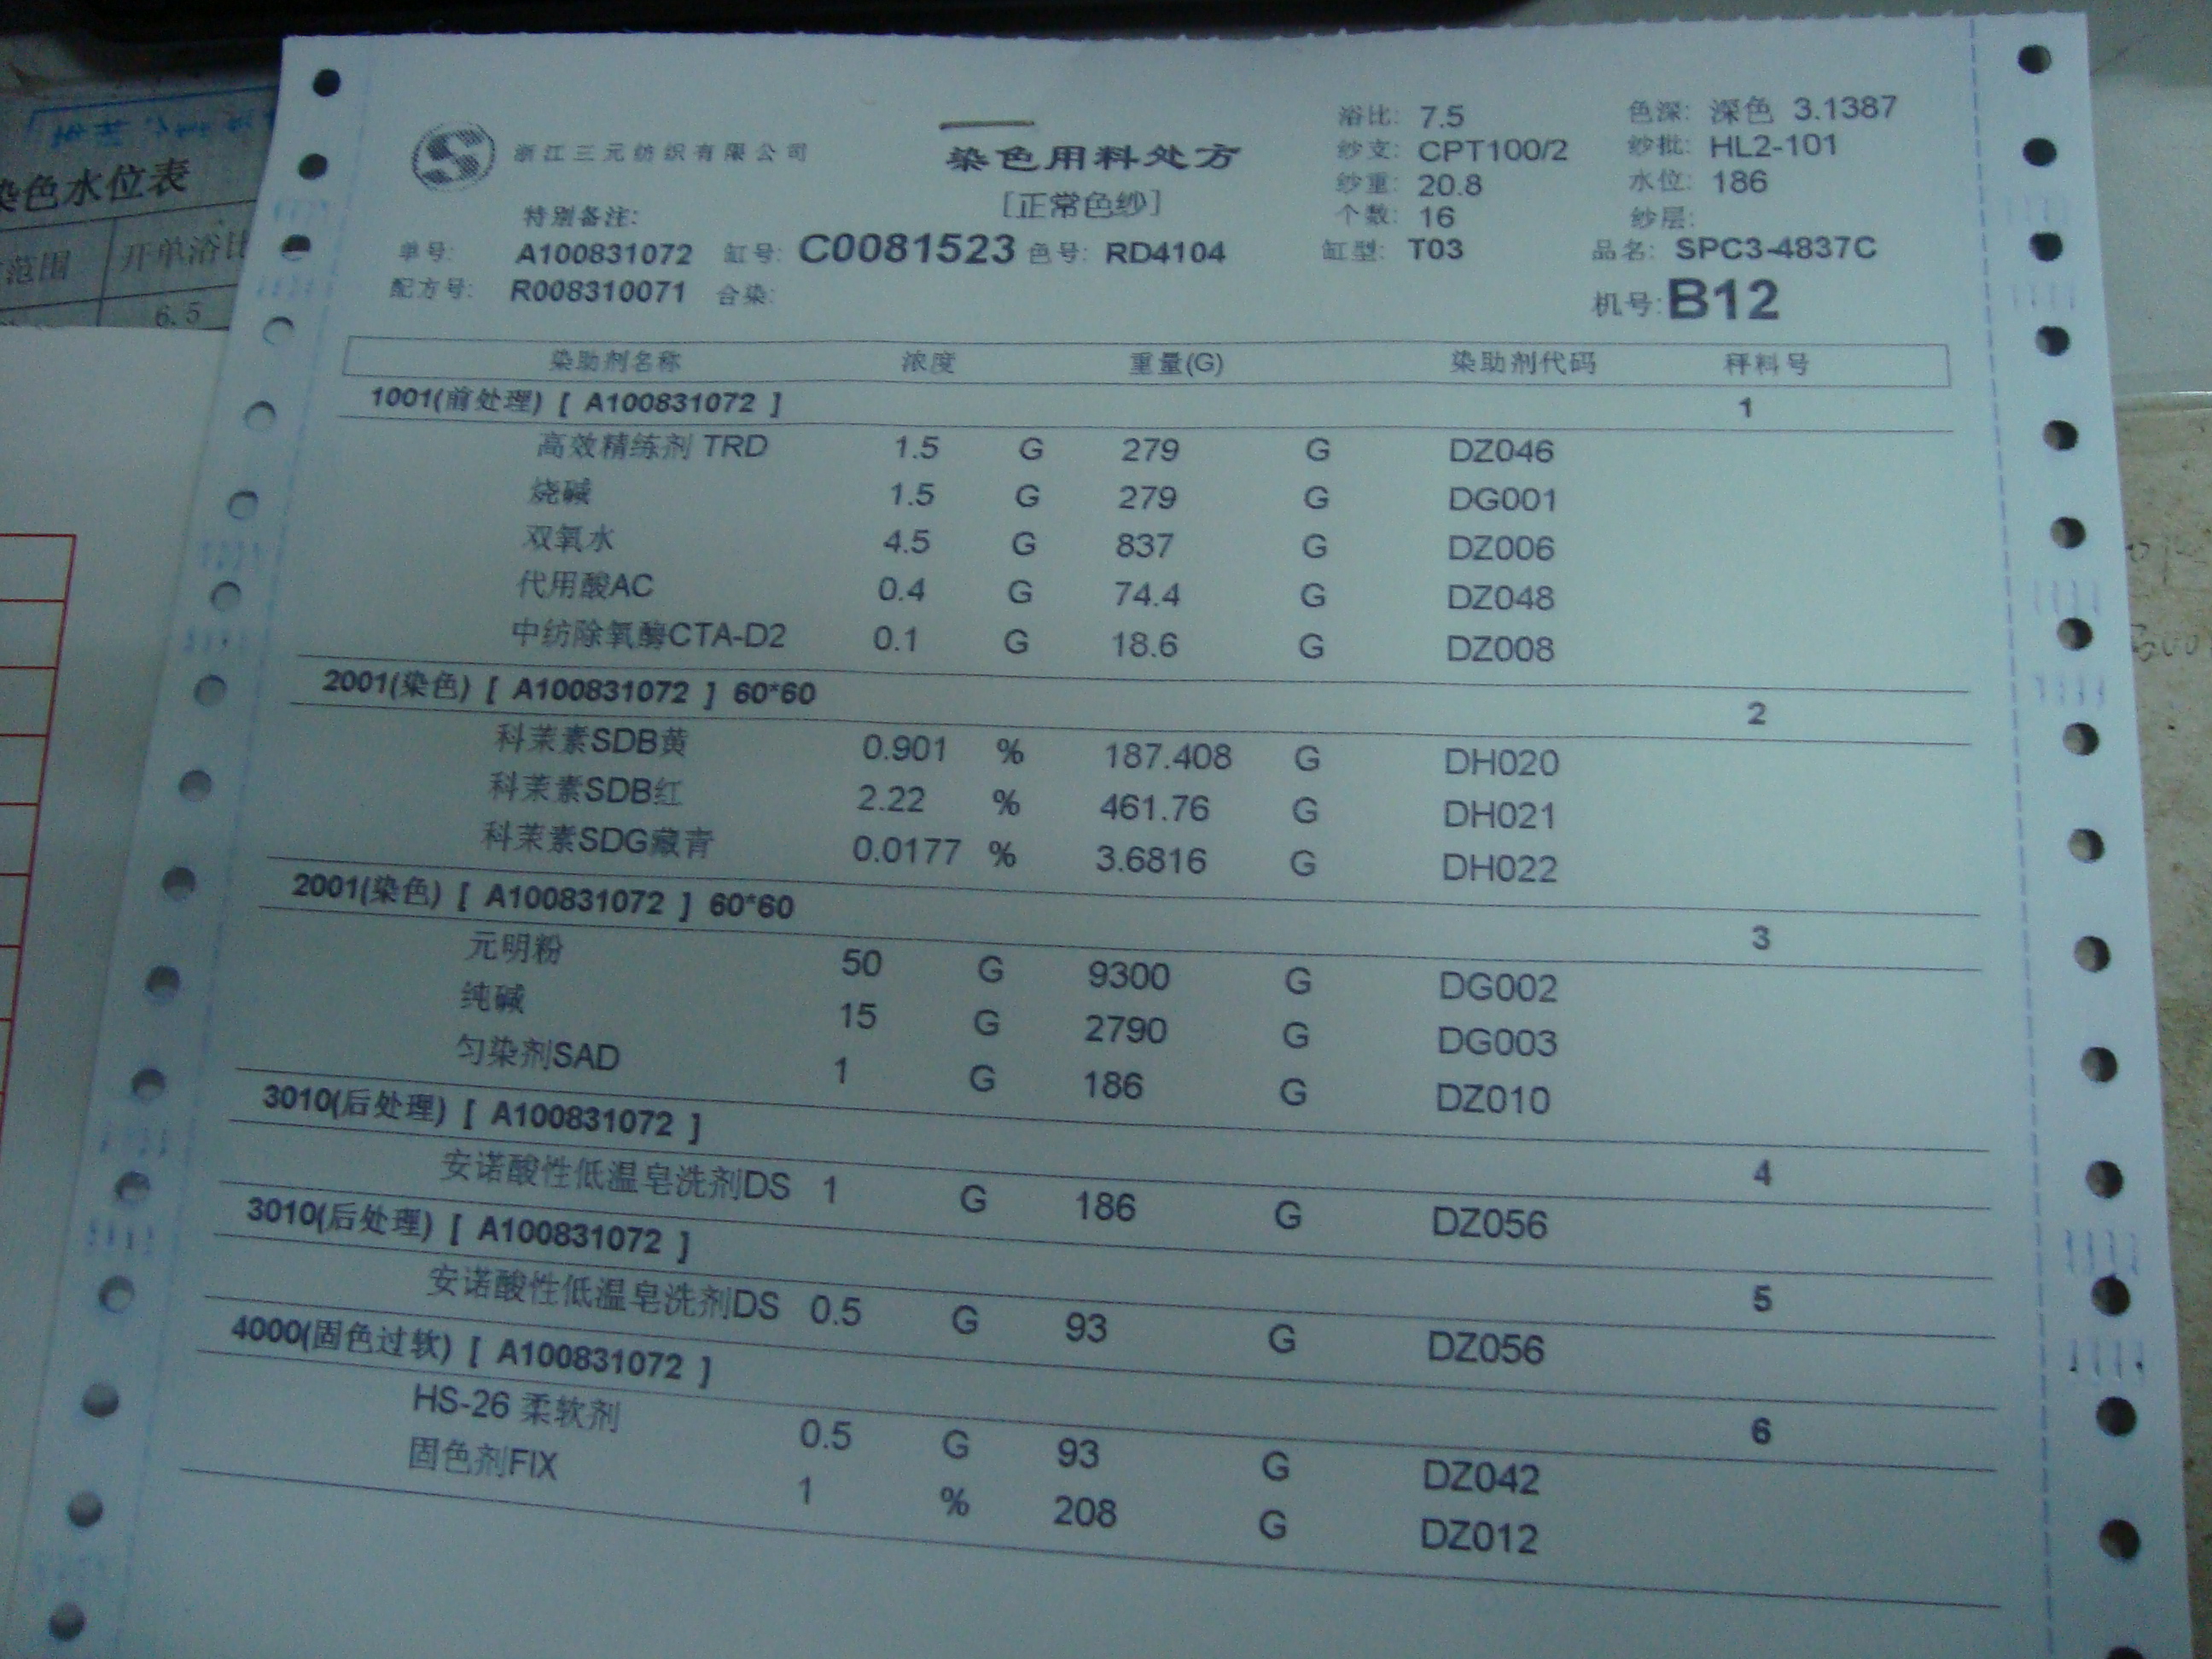 浙江三元纺织有限公司
染色用料处方
[正常色纱]
浴比: 7.5 色深: 深色 3.1387
纱支: CPT100/2 纱批: HL2-101
纱重: 20.8 水位: 186
特别备注: 个数: 16 纱层:
单号: A100831072 缸号: C0081523 色号: RD4104 缸型: T03 品名: SPC3-4837C
配方号: R008310071 合染: 机号: B12
染助剂名称 浓度 重量(G) 染助剂代码 秤料号
1001(前处理) [ A100831072 ] 1
高效精练剂 TRD 1.5 G 279 G DZ046
烧碱 1.5 G 279 G DG001
双氧水 4.5 G 837 G DZ006
代用酸AC 0.4 G 74.4 G DZ048
中纺除氧酶CTA-D2 0.1 G 18.6 G DZ008
2001(染色) [ A100831072 ] 60*60 2
科茉素SDB黄 0.901 % 187.408 G DH020
科茉素SDB红 2.22 % 461.76 G DH021
科茉素SDG藏青 0.0177 % 3.6816 G DH022
2001(染色) [ A100831072 ] 60*60 3
元明粉 50 G 9300 G DG002
纯碱 15 G 2790 G DG003
匀染剂SAD 1 G 186 G DZ010
3010(后处理) [ A100831072 ] 4
安诺酸性低温皂洗剂DS 1 G 186 G DZ056
3010(后处理) [ A100831072 ] 5
安诺酸性低温皂洗剂DS 0.5 G 93 G DZ056
4000(固色过软) [ A100831072 ] 6
HS-26 柔软剂 0.5 G 93 G DZ042
固色剂FIX 1 % 208 G DZ012
染色水位表
范围 开单浴比
6.5